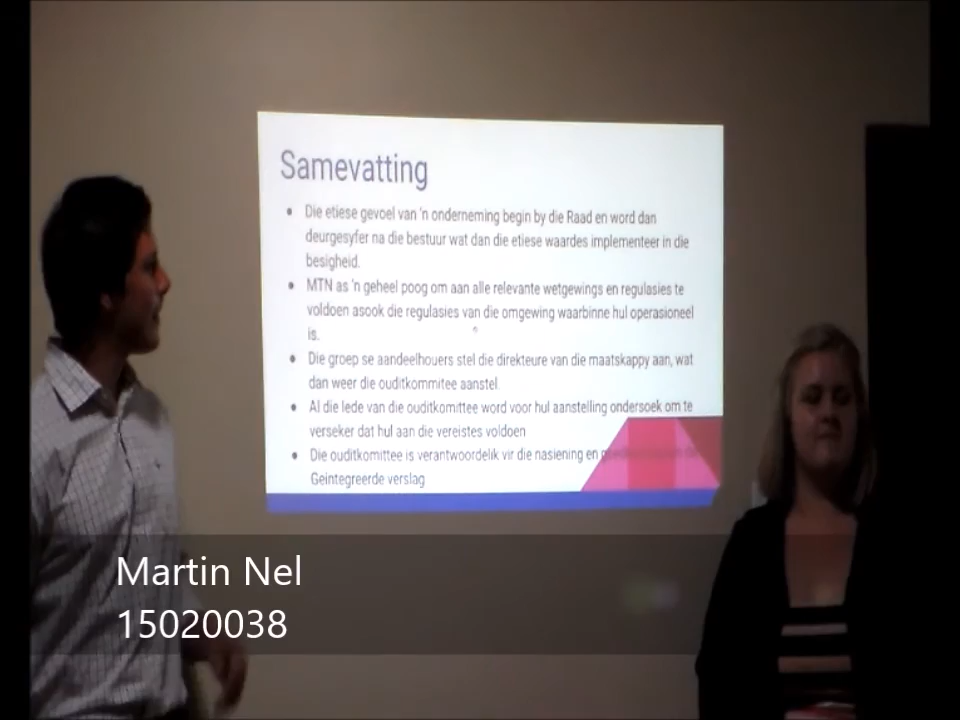 Samevatting
• Die etiese gevoel van 'n onderneming begin by die Raad en word dan
deurgesyfer na die bestuur wat dan die etiese waardes implementeer in die
besigheid.
• MTN as 'n geheel poog om aan alle relevante wetgewings en regulasies te
voldoen asook die regulasies van die omgewing waarbinne hul operasioneel
is.
• Die groep se aandeelhouers stel die direkteure van die maatskappy aan, wat
dan weer die ouditkommitee aanstel.
• Al die lede van die ouditkomittee word voor hul aanstelling ondersoek om te
verseker dat hul aan die vereistes voldoen
• Die ouditkomittee is verantwoordelik vir die nasiening en
Geintegreerde verslag
Martin Nel
15020038